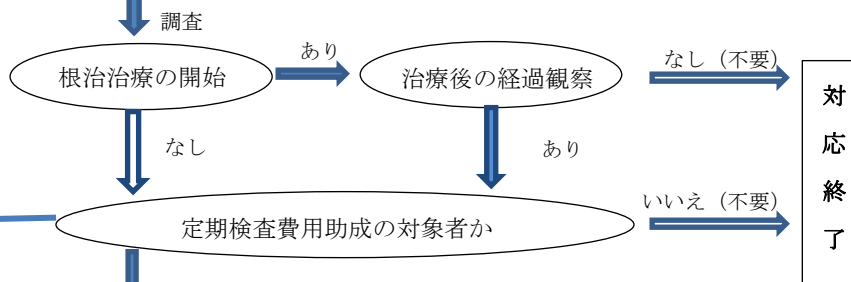 調査
根治治療の開始
あり
治療後の経過観察
なし（不要）
なし
あり
定期検査費用助成の対象者か
いいえ（不要）
対応終了